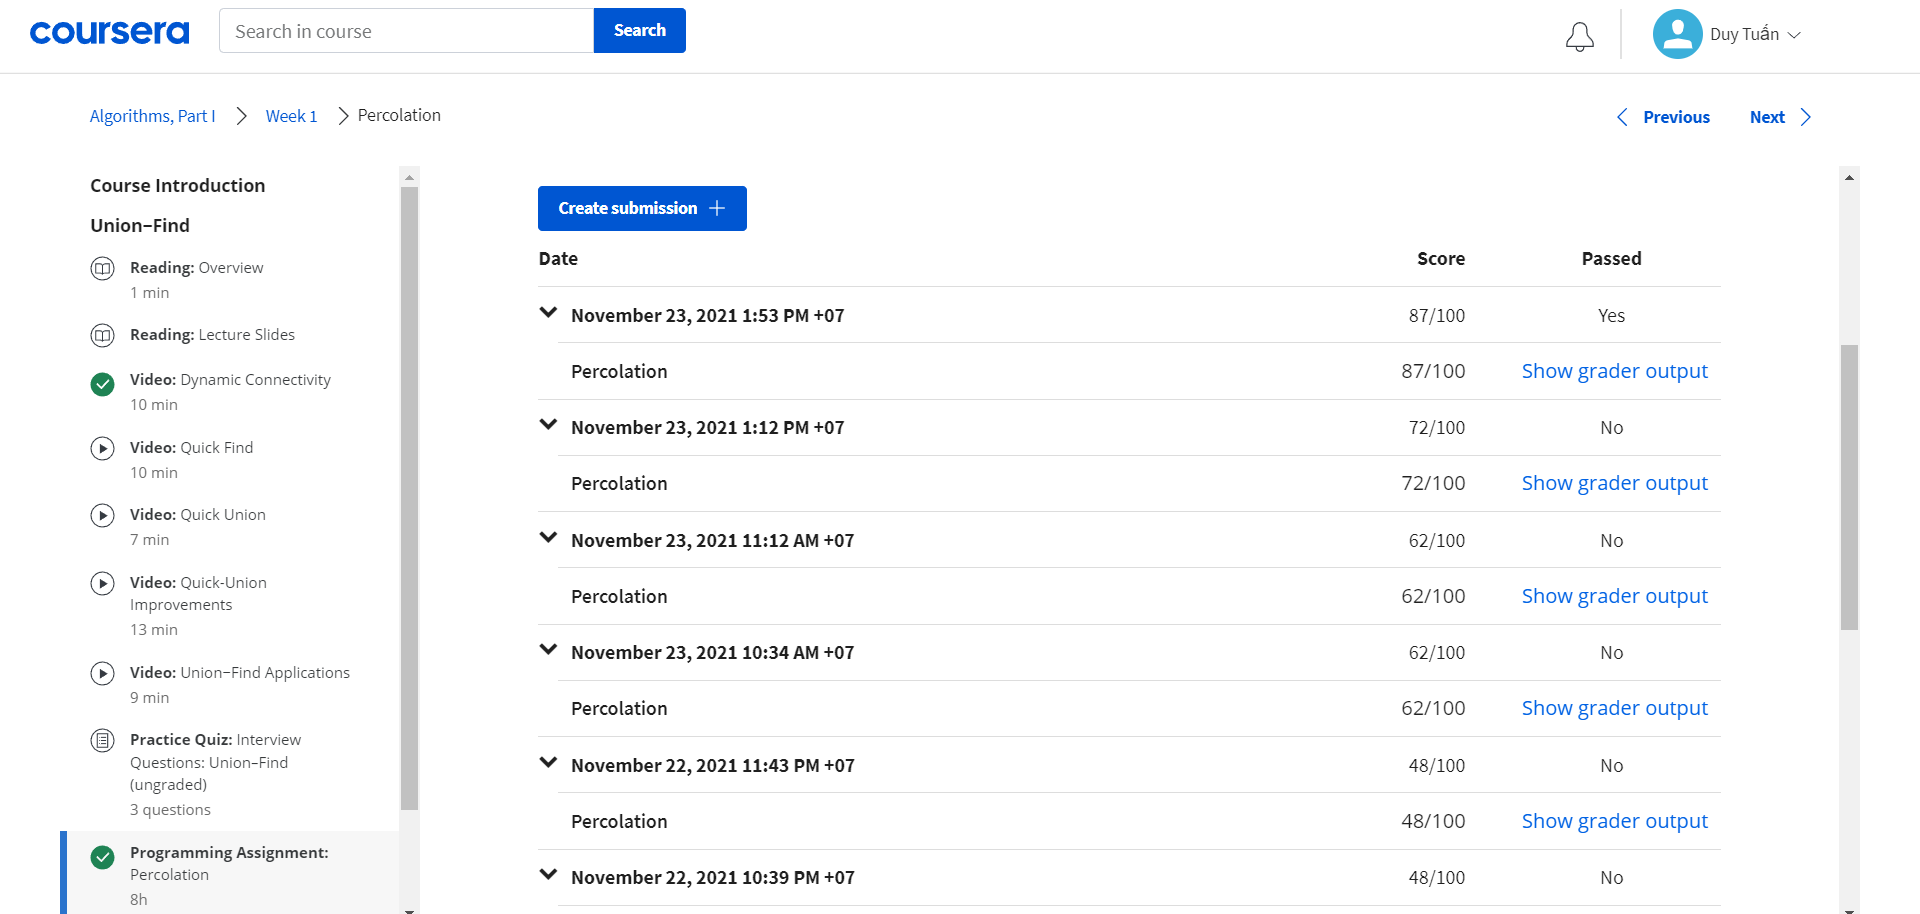 coursera
Search in course
Search
Duy Tuấn
Algorithms, Part I
Week 1
Percolation
Previous
Next
Course Introduction
Union–Find
Reading: Overview
1 min
Reading: Lecture Slides
Video: Dynamic Connectivity
10 min
Video: Quick Find
10 min
Video: Quick Union
7 min
Video: Quick-Union
Improvements
13 min
Video: Union–Find Applications
9 min
Practice Quiz: Interview
Questions: Union–Find
(ungraded)
3 questions
Programming Assignment:
Percolation
8h
Create submission
Date Score Passed
November 23, 2021 1:53 PM +07 87/100 Yes
Percolation 87/100 Show grader output
November 23, 2021 1:12 PM +07 72/100 No
Percolation 72/100 Show grader output
November 23, 2021 11:12 AM +07 62/100 No
Percolation 62/100 Show grader output
November 23, 2021 10:34 AM +07 62/100 No
Percolation 62/100 Show grader output
November 22, 2021 11:43 PM +07 48/100 No
Percolation 48/100 Show grader output
November 22, 2021 10:39 PM +07 48/100 No